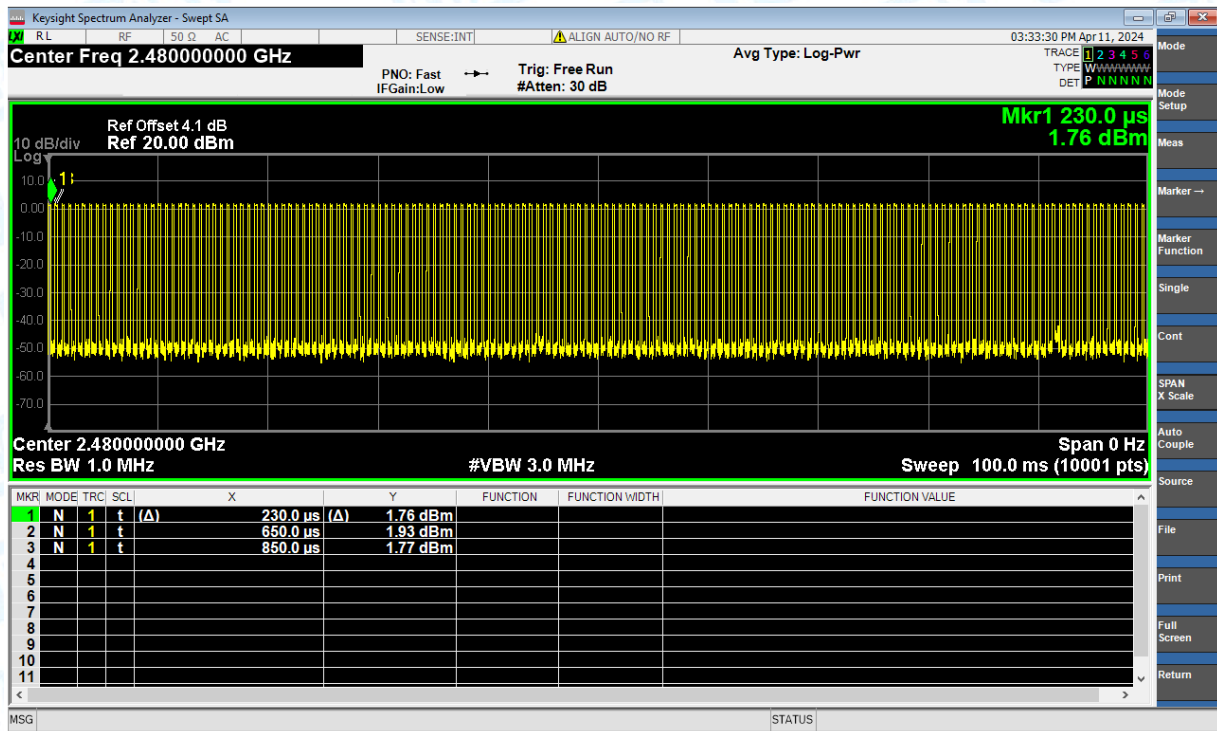 Keysight Spectrum Analyzer - Swept SA
LXI RL RF 50 Ω AC SENSE:INT ALIGN AUTO/NO RF 03:33:30 PM Apr 11, 2024
Center Freq 2.480000000 GHz
PNO: Fast
IFGain:Low
Trig: Free Run
#Atten: 30 dB
Avg Type: Log-Pwr
TRACE 1 2 3 4 5 6
TYPE WWWWWW
DET P N N N N N
Ref Offset 4.1 dB
10 dB/div Ref 20.00 dBm
Log
Mkr1 230.0 µs
1.76 dBm
10.0
0.00
-10.0
-20.0
-30.0
-40.0
-50.0
-60.0
-70.0
1
Center 2.480000000 GHz Span 0 Hz
Res BW 1.0 MHz #VBW 3.0 MHz Sweep 100.0 ms (10001 pts)
MKR MODE TRC SCL X Y FUNCTION FUNCTION WIDTH FUNCTION VALUE
1 N 1 t (Δ) 230.0 µs (Δ) 1.76 dBm
2 N 1 t 650.0 µs 1.93 dBm
3 N 1 t 850.0 µs 1.77 dBm
4
5
6
7
8
9
10
11
MSG STATUS
Mode
Mode
Setup
Meas
Marker →
Marker
Function
Single
Cont
SPAN
X Scale
Auto
Couple
Source
File
Print
Full
Screen
Return